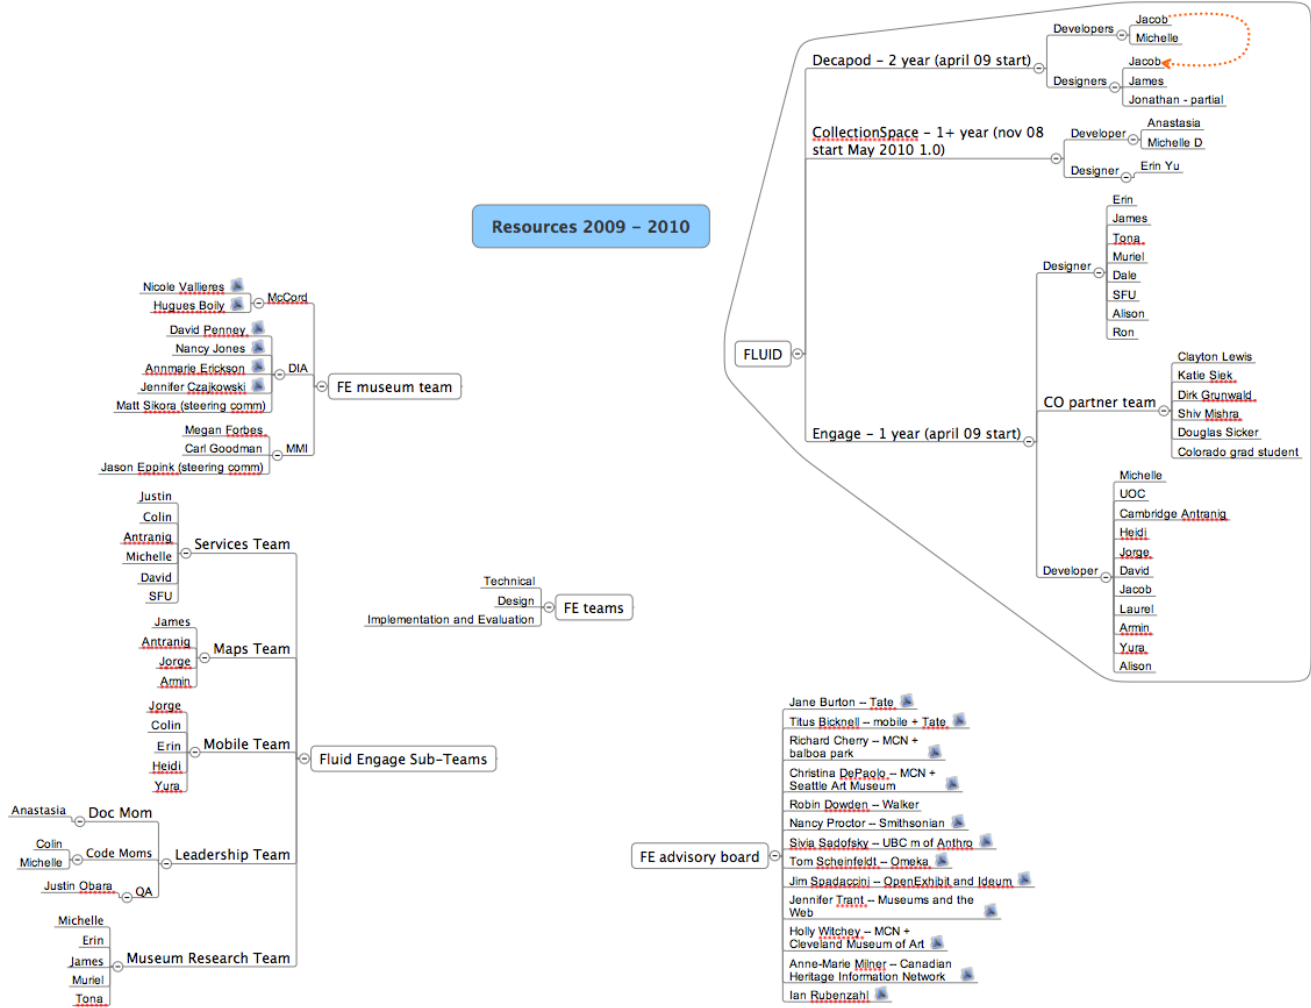 Resources 2009 – 2010
FLUID
Decapod – 2 year (april 09 start)
Developers
Jacob
Michelle
Designers
Jacob
James
Jonathan - partial
CollectionSpace – 1+ year (nov 08
start May 2010 1.0)
Developer
Anastasia
Michelle D
Designer
Erin Yu
Engage – 1 year (april 09 start)
Designer
Erin
James
Tona
Muriel
Dale
SFU
Alison
Ron
CO partner team
Clayton Lewis
Katie Siek
Dirk Grunwald
Shiv Mishra
Douglas Sicker
Colorado grad student
Developer
Michelle
UOC
Cambridge Antranig
Heidi
Jorge
David
Jacob
Laurel
Armin
Yura
Alison
FE museum team
McCord
Nicole Vallieres
Hugues Boily
DIA
David Penney
Nancy Jones
Annmarie Erickson
Jennifer Czajkowski
Matt Sikora (steering comm)
MMI
Megan Forbes
Carl Goodman
Jason Eppink (steering comm)
FE teams
Technical
Design
Implementation and Evaluation
Fluid Engage Sub-Teams
Services Team
Justin
Colin
Antranig
Michelle
David
SFU
Maps Team
James
Antranig
Jorge
Armin
Mobile Team
Jorge
Colin
Erin
Heidi
Yura
Leadership Team
Doc Mom
Anastasia
Code Moms
Colin
Michelle
QA
Justin Obara
Museum Research Team
Michelle
Erin
James
Muriel
Tona
FE advisory board
Jane Burton -- Tate
Titus Bicknell -- mobile + Tate
Richard Cherry -- MCN +
balboa park
Christina DePaolo -- MCN +
Seattle Art Museum
Robin Dowden -- Walker
Nancy Proctor -- Smithsonian
Sivia Sadofsky -- UBC m of Anthro
Tom Scheinfeldt -- Omeka
Jim Spadaccini -- OpenExhibit and Ideum
Jennifer Trant -- Museums and the
Web
Holly Witchey -- MCN +
Cleveland Museum of Art
Anne-Marie Milner -- Canadian
Heritage Information Network
Ian Rubenzahl